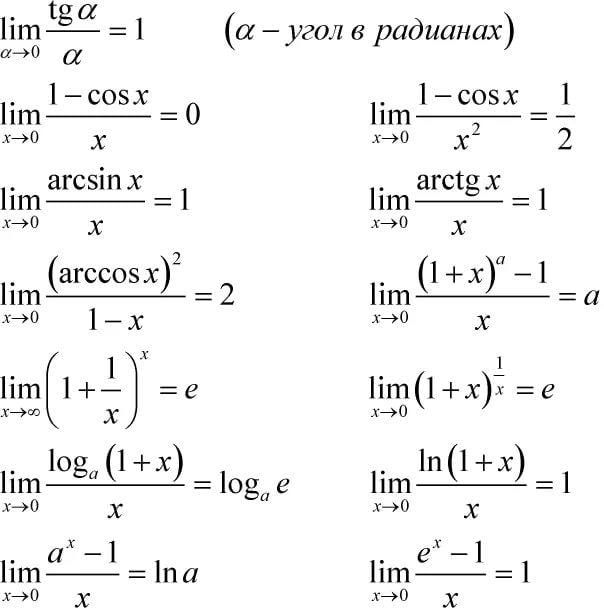 lim_{α→0} tg α / α = 1 (α – угол в радианах)
lim_{x→0} (1 − cos x) / x = 0 lim_{x→0} (1 − cos x) / x² = 1/2
lim_{x→0} arcsin x / x = 1 lim_{x→0} arctg x / x = 1
lim_{x→0} (arccos x)² / (1 − x) = 2 lim_{x→0} ((1 + x)^a − 1) / x = a
lim_{x→∞} (1 + 1/x)^x = e lim_{x→0} (1 + x)^{1/x} = e
lim_{x→0} log_a (1 + x) / x = log_a e lim_{x→0} ln(1 + x) / x = 1
lim_{x→0} (a^x − 1) / x = ln a lim_{x→0} (e^x − 1) / x = 1